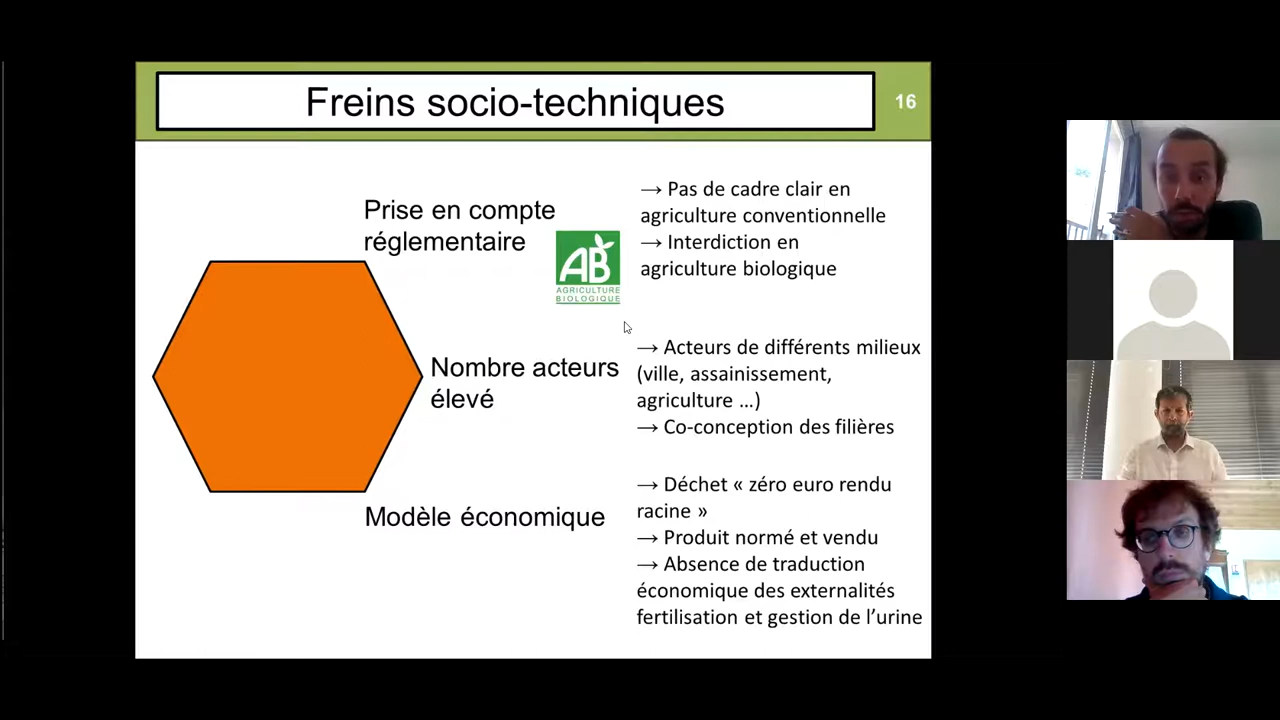 Freins socio-techniques
16
Prise en compte
réglementaire
AB
AGRICULTURE
BIOLOGIQUE
→ Pas de cadre clair en
agriculture conventionnelle
→ Interdiction en
agriculture biologique
Nombre acteurs
élevé
→ Acteurs de différents milieux
(ville, assainissement,
agriculture …)
→ Co-conception des filières
Modèle économique
→ Déchet « zéro euro rendu
racine »
→ Produit normé et vendu
→ Absence de traduction
économique des externalités
fertilisation et gestion de l’urine